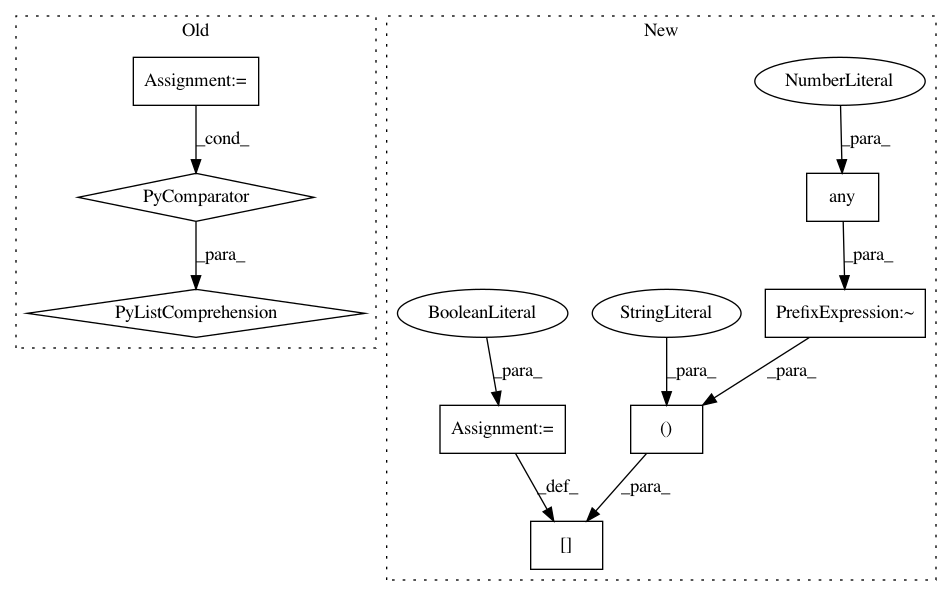 Old
New
Assignment:=
NumberLiteral
_cond_
_para_
PyComparator
any
_para_
_para_
PyListComprehension
BooleanLiteral
StringLiteral
PrefixExpression:~
_para_
_para_
_para_
Assignment:=
()
_def_
_para_
[]